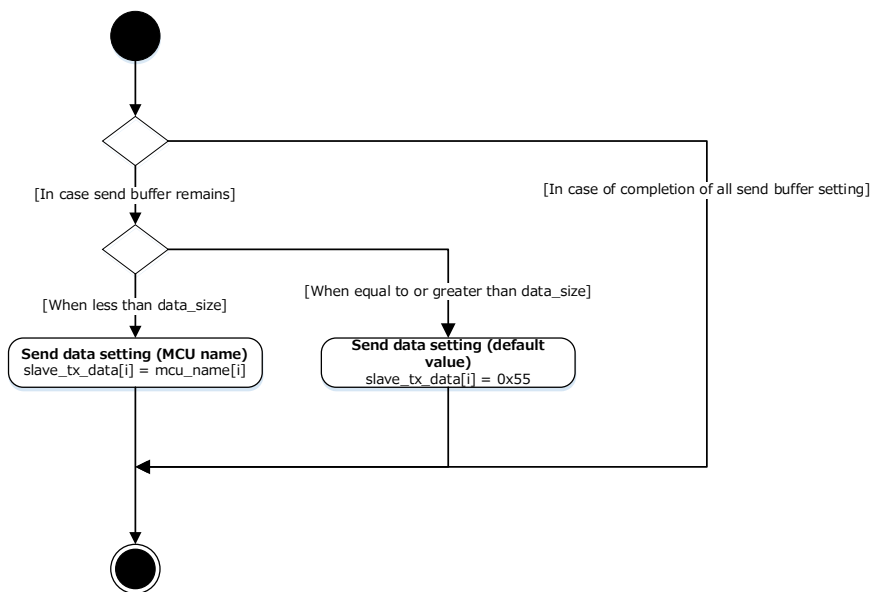 [In case send buffer remains]
[In case of completion of all send buffer setting]
[When less than data_size]
[When equal to or greater than data_size]
Send data setting (MCU name)
slave_tx_data[i] = mcu_name[i]
Send data setting (default
value)
slave_tx_data[i] = 0x55